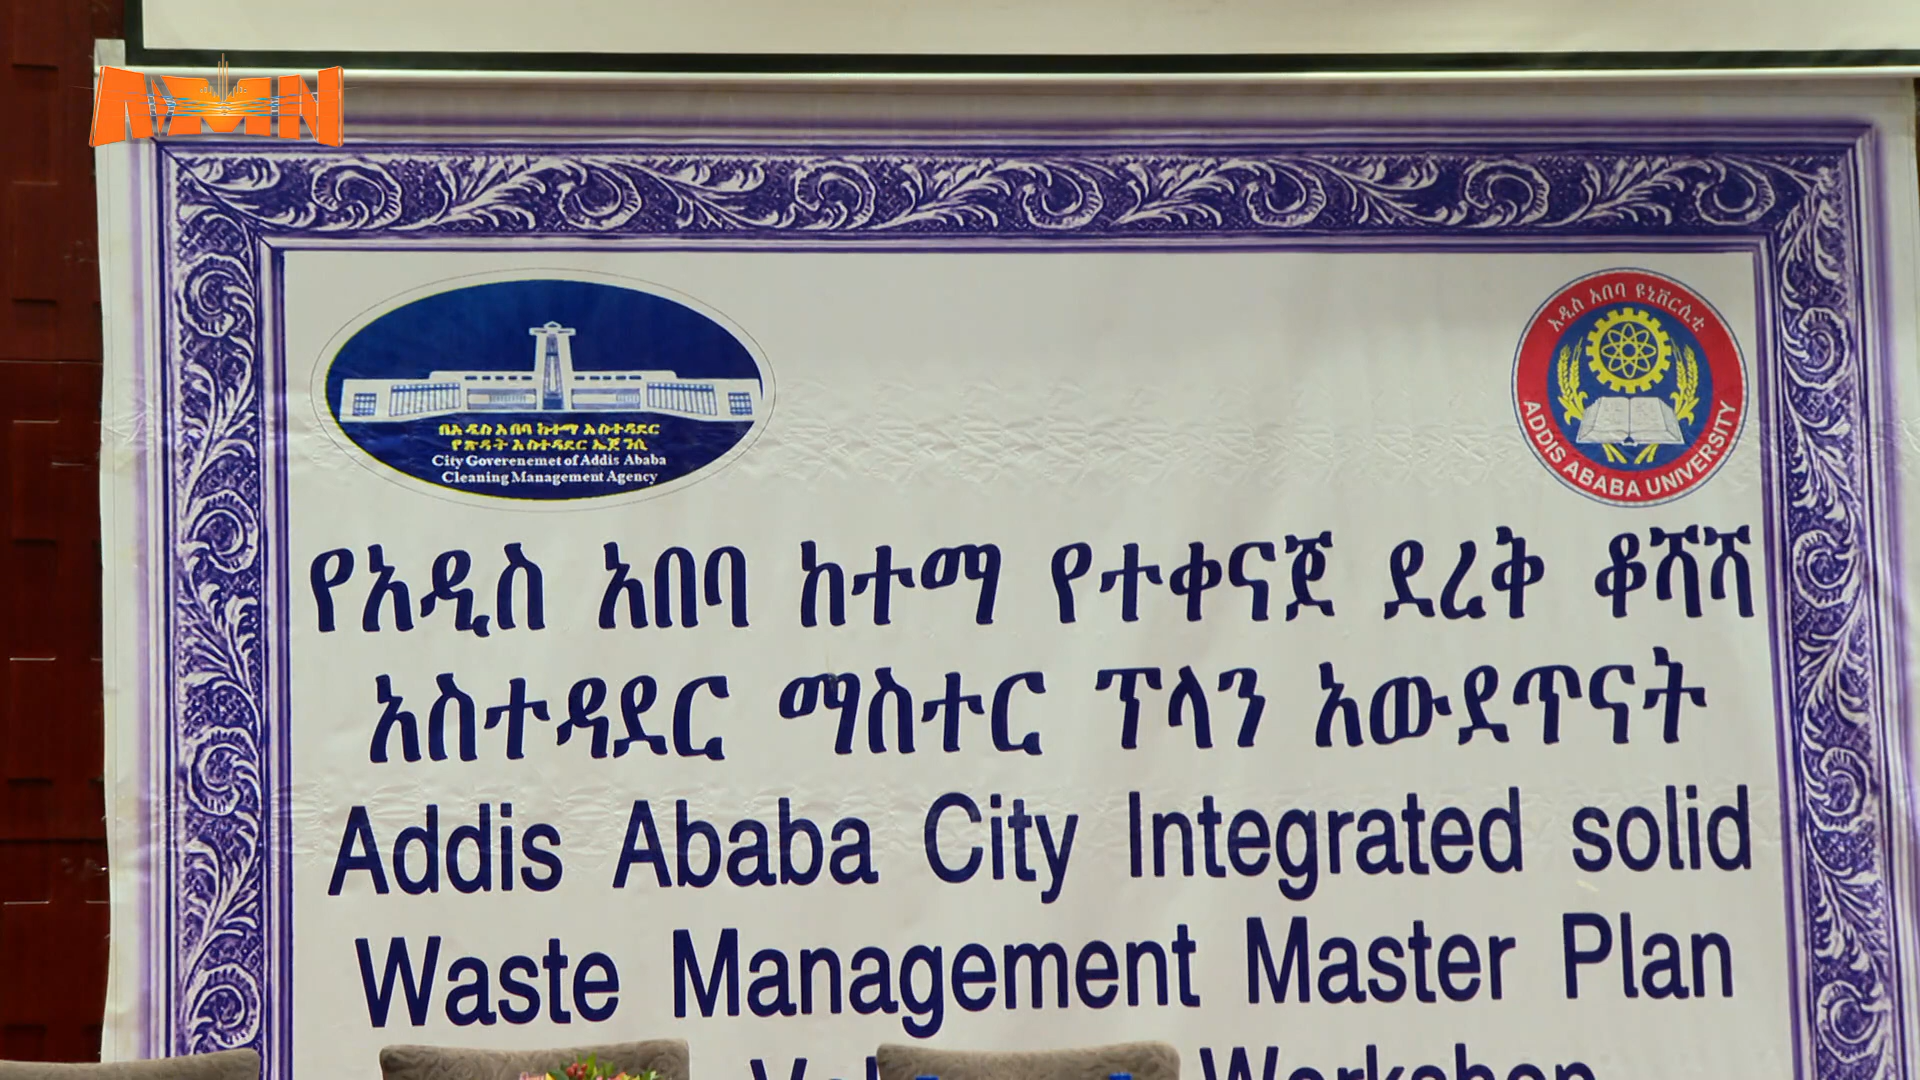 AMN
በአዲስ አበባ ከተማ አስተዳደር
የጽዳት አስተዳደር ኤጀንሲ
City Goverenemet of Addis Ababa
Cleaning Management Agency
አዲስ አበባ ዩኒቨርሲቲ
ADDIS ABABA UNIVERSITY
የአዲስ አበባ ከተማ የተቀናጀ ደረቅ ቆሻሻ
አስተዳደር ማስተር ፕላን አውደጥናት
Addis Ababa City Integrated solid
Waste Management Master Plan
Workshop